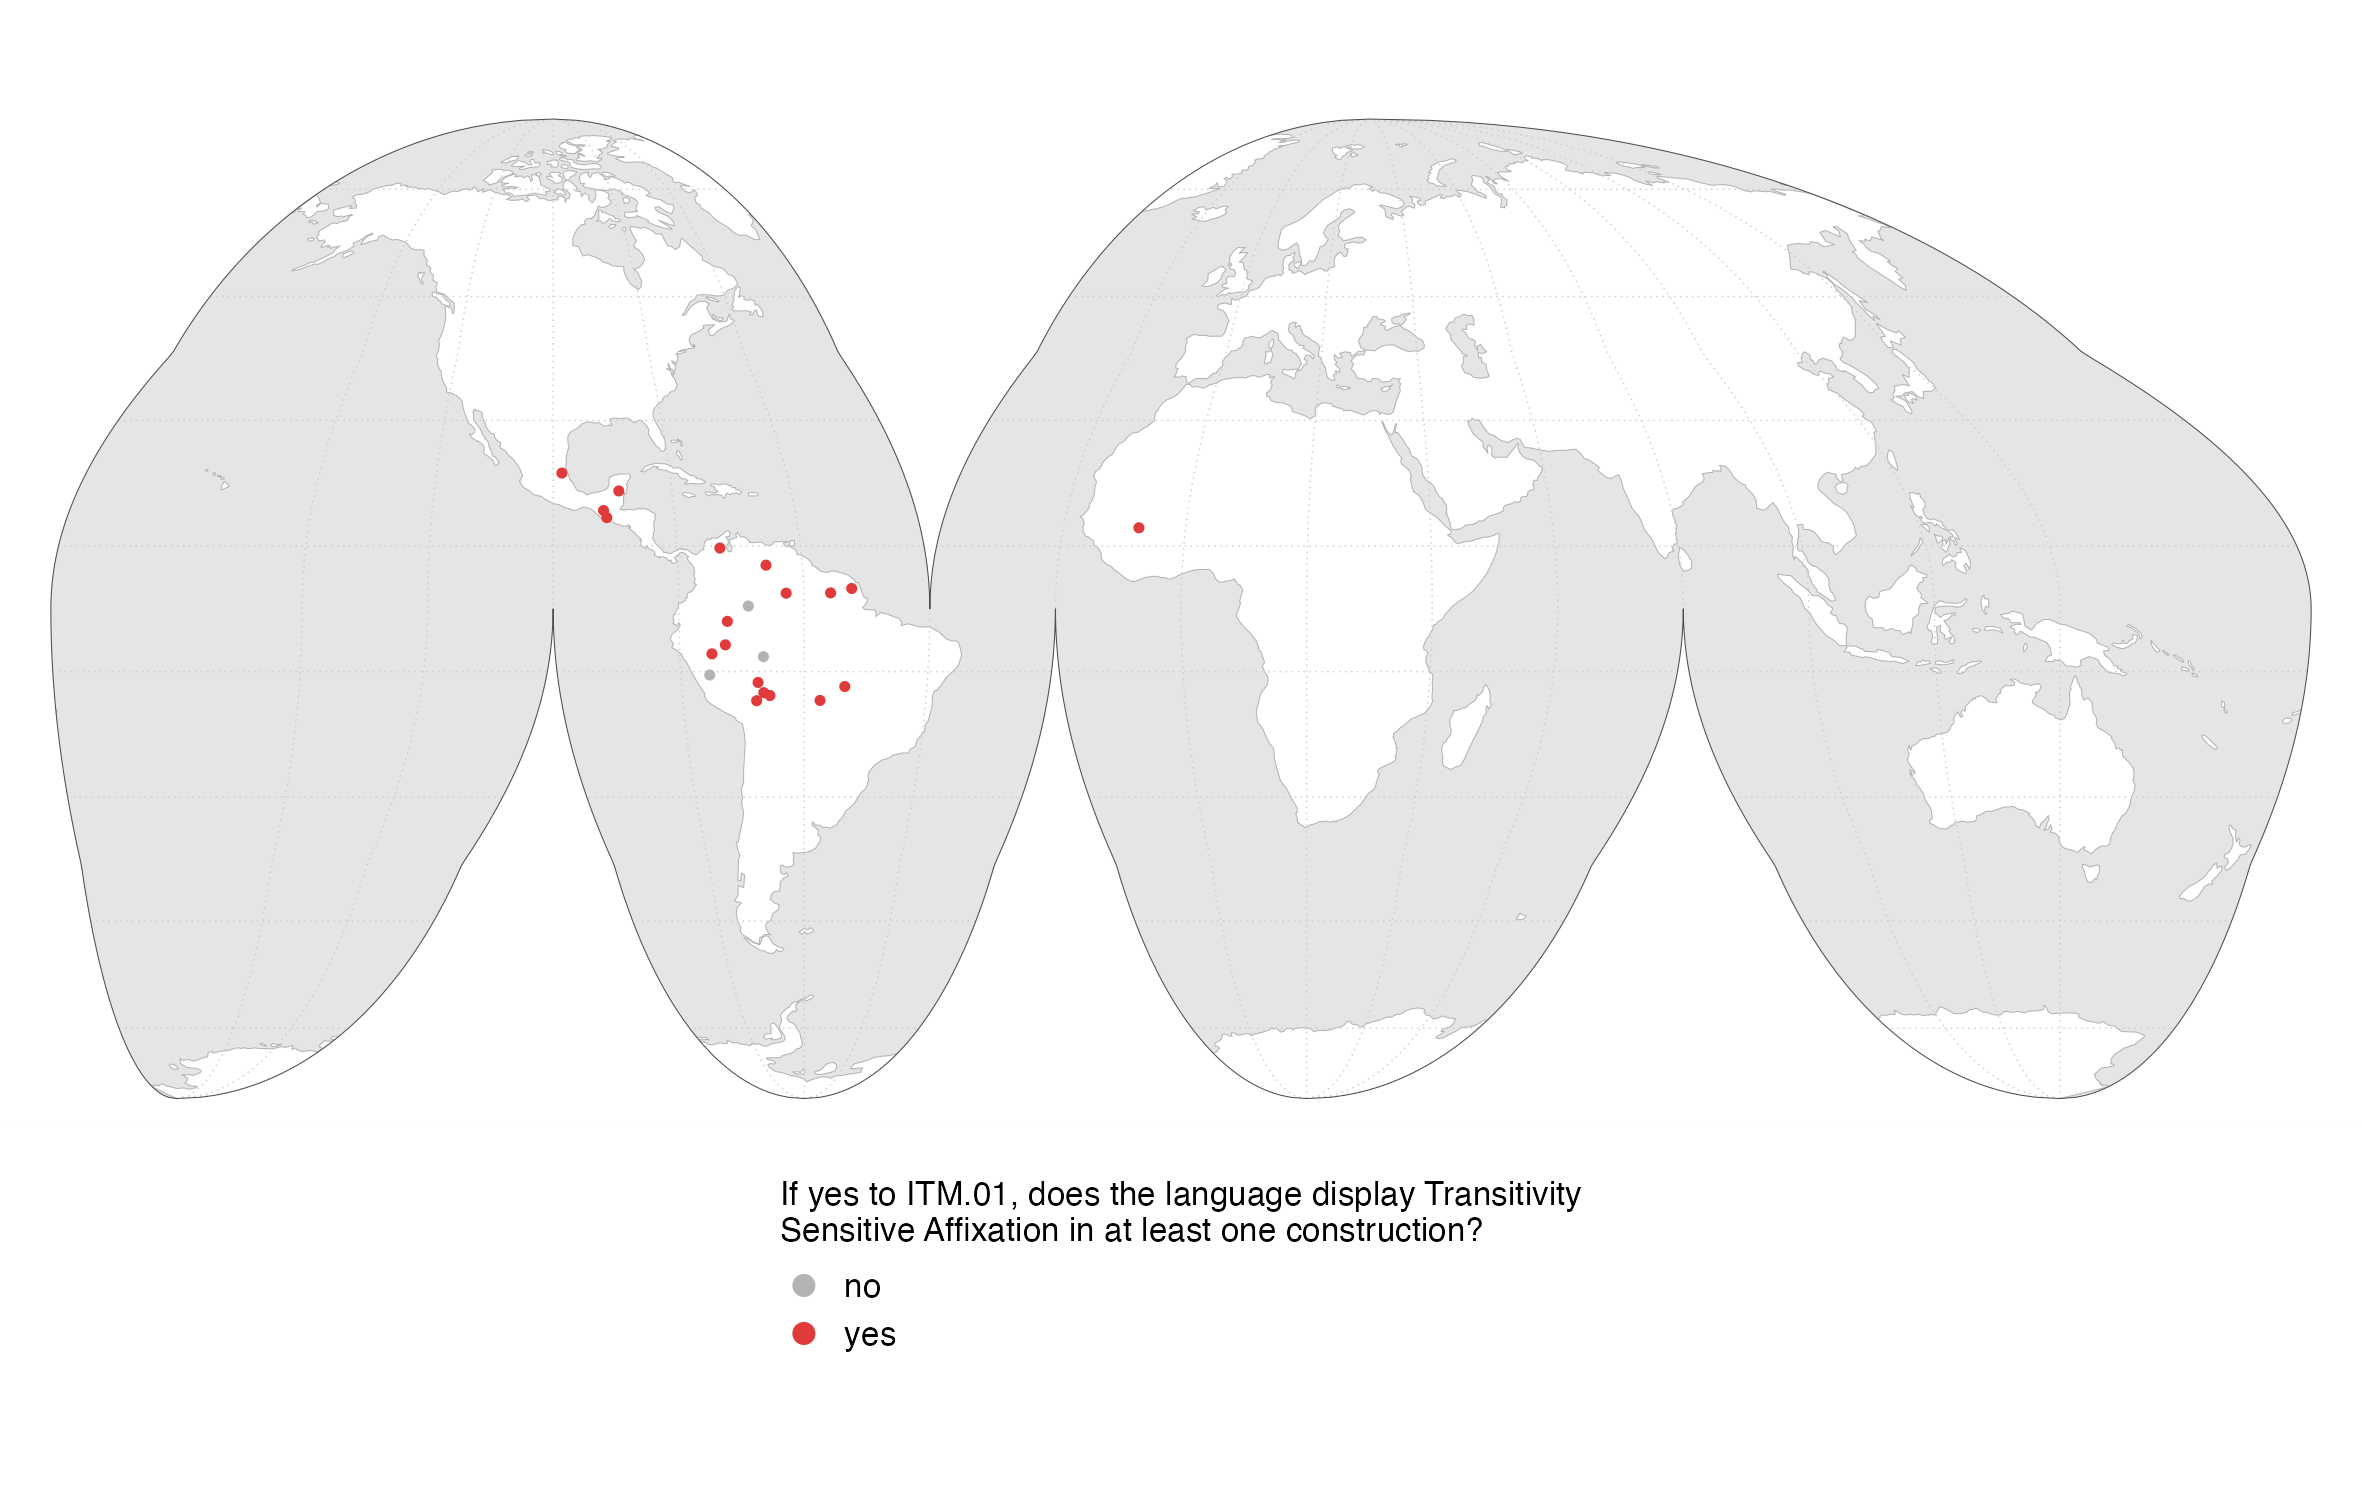 If yes to ITM.01, does the language display Transitivity
Sensitive Affixation in at least one construction?
no
yes